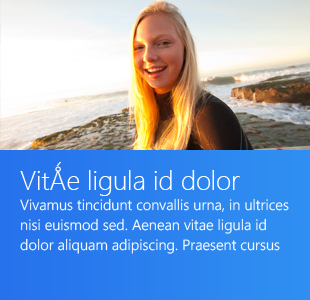 VitǺe ligula id dolor
Vivamus tincidunt convallis urna, in ultrices
nisi euismod sed. Aenean vitae ligula id
dolor aliquam adipiscing. Praesent cursus